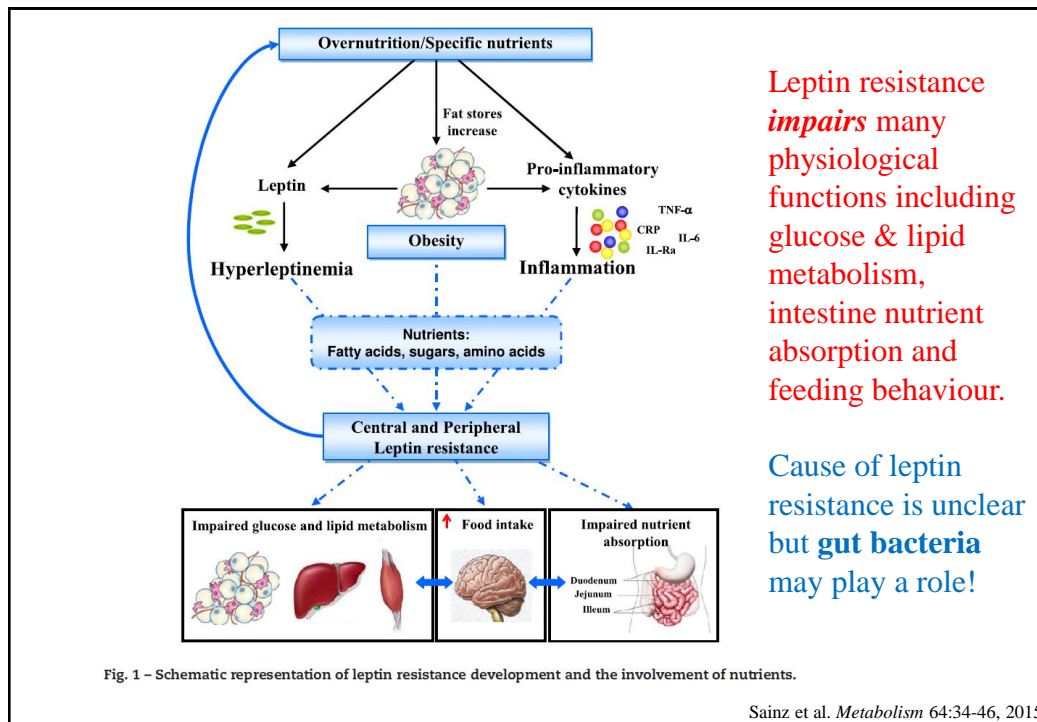 Overnutrition/Specific nutrients
Fat stores
increase
Leptin
Pro-inflammatory
cytokines
TNF-α
CRP
IL-6
IL-Ra
Obesity
Hyperleptinemia
Inflammation
Nutrients:
Fatty acids, sugars, amino acids
Central and Peripheral
Leptin resistance
Impaired glucose and lipid metabolism
Food intake
Impaired nutrient
absorption
Duodenum
Jejunum
Illeum
Fig. 1 – Schematic representation of leptin resistance development and the involvement of nutrients.
Leptin resistance
impairs many
physiological
functions including
glucose & lipid
metabolism,
intestine nutrient
absorption and
feeding behaviour.
Cause of leptin
resistance is unclear
but gut bacteria
may play a role!
Sainz et al. Metabolism 64:34-46, 2015